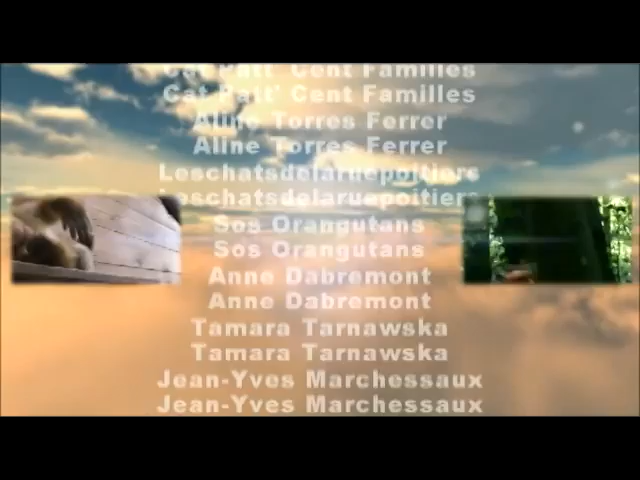 Cat Patt' Cent Familles
Cat Patt' Cent Familles
Aline Torres Ferrer
Aline Torres Ferrer
Leschatsdelaruepoitiers
Leschatsdelaruepoitiers
Sos Orangutans
Sos Orangutans
Anne Dabremont
Anne Dabremont
Tamara Tarnawska
Tamara Tarnawska
Jean-Yves Marchessaux
Jean-Yves Marchessaux